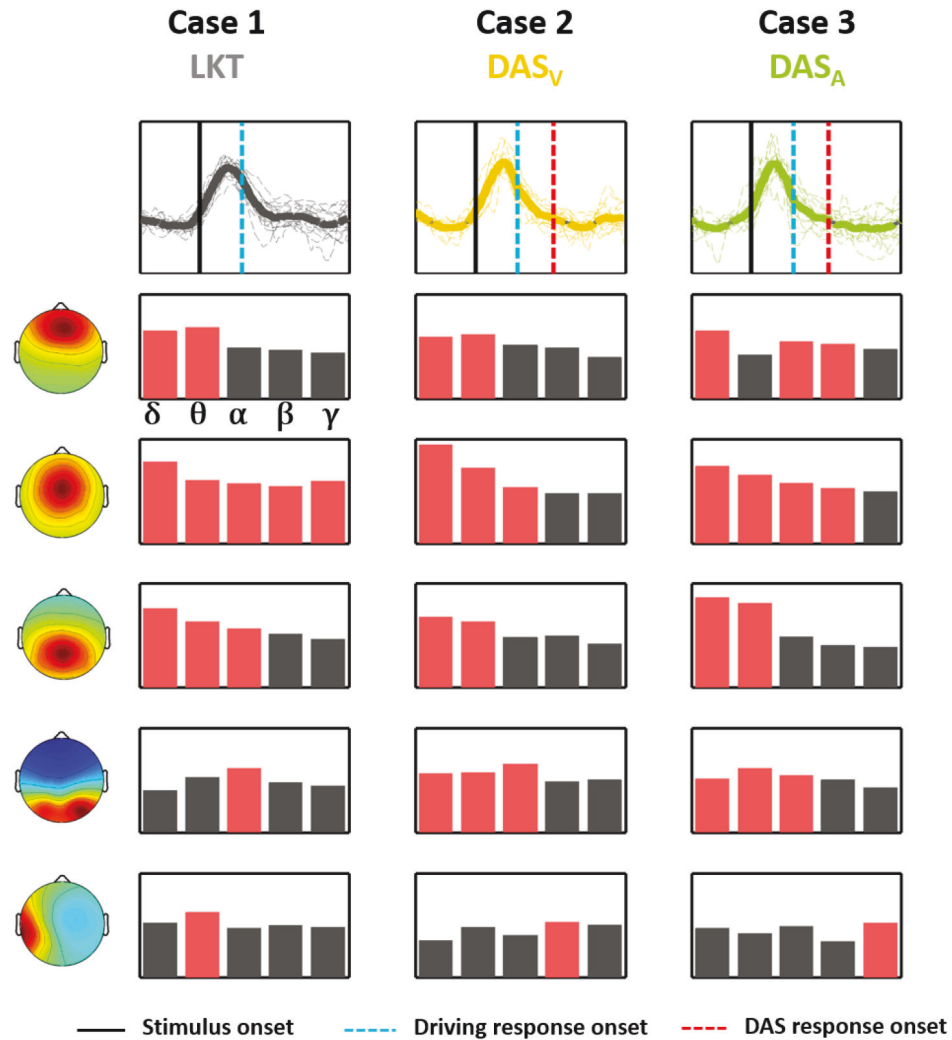 Case 1 Case 2 Case 3
LKT DASV DASA
δ θ α β γ
Stimulus onset Driving response onset DAS response onset